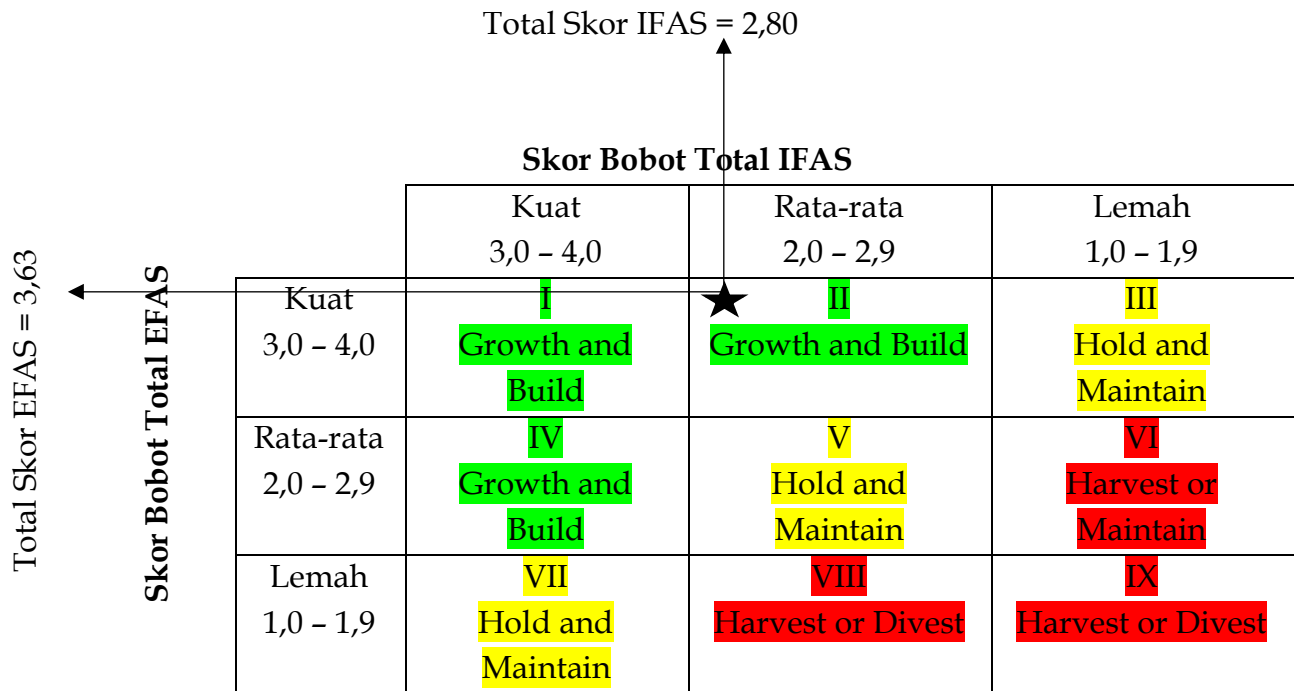 Total Skor IFAS = 2,80
Skor Bobot Total IFAS
Total Skor EFAS = 3,63
Skor Bobot Total EFAS
Kuat
3,0 – 4,0
Rata-rata
2,0 – 2,9
Lemah
1,0 – 1,9
Kuat
3,0 – 4,0
I
Growth and
Build
II
Growth and Build
III
Hold and
Maintain
Rata-rata
2,0 – 2,9
IV
Growth and
Build
V
Hold and
Maintain
VI
Harvest or
Maintain
Lemah
1,0 – 1,9
VII
Hold and
Maintain
VIII
Harvest or Divest
IX
Harvest or Divest